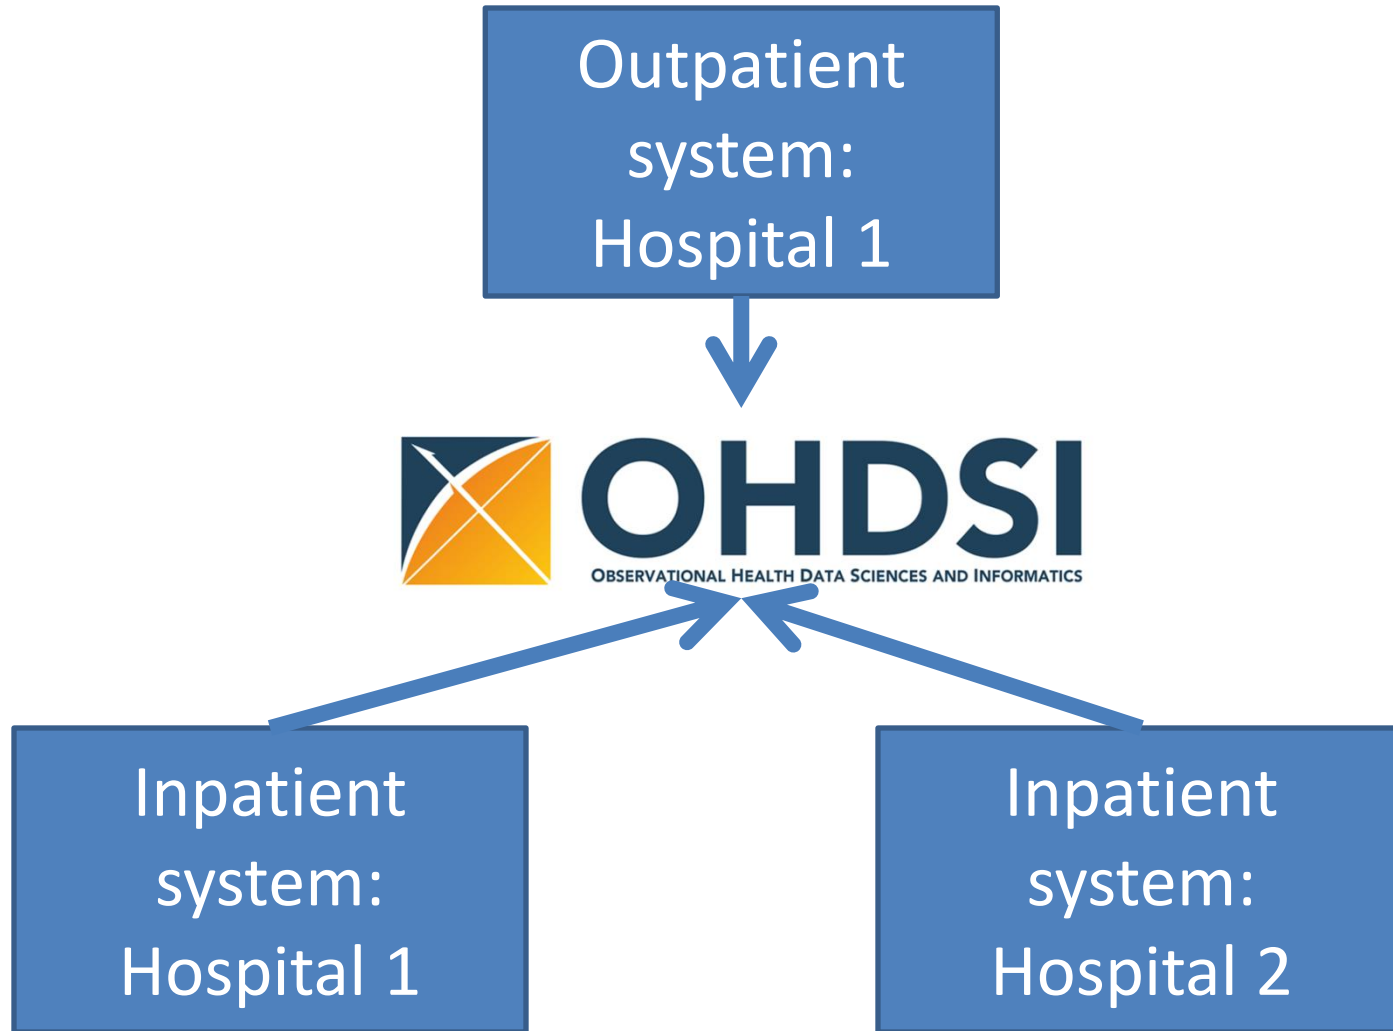 Outpatient
system:
Hospital 1
OHDSI
OBSERVATIONAL HEALTH DATA SCIENCES AND INFORMATICS
Inpatient
system:
Hospital 1
Inpatient
system:
Hospital 2